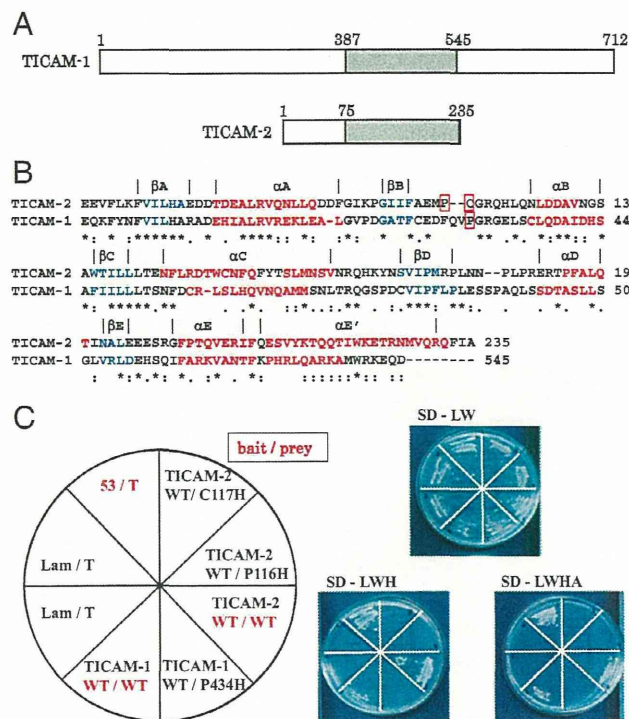 A
1 387 545 712
TICAM-1
1 75 235
TICAM-2
B
βA αA βB αB
TICAM-2 EEVFLKFVILHAEDDTDEALRVQNLLQDDFGIKPGIIFAEMP--CGRQHLQNLDDAVNGS 13
TICAM-1 EQKFYNFVILHARADEHIALRVREKLEAL-GVPDGATFCEDFQVPGRGELSCLQDAIDHS 44
βC αC βD αD
TICAM-2 AWTILLLTENFLRDTWCNFQFYTSLMNSVNRQHKYNSVIPMRPLNN--PLPRERTPFALQ 19
TICAM-1 AFIILLLTSNFDCR-LSLHQVNQAMMSNLTRQGSPDCVIPFLPLESSPAQLSSDTASLLS 50
βE αE αE'
TICAM-2 TINALEEESRGFPTQVERIFQESVYKTQQTIWKETRNMVQRQFIA 235
TICAM-1 GLVRLDEHSQIFARKVANTFKPHRLQARKAMWRKEQD-------- 545
C
bait / prey
53 / T
TICAM-2
WT/ C117H
Lam / T
TICAM-2
WT / P116H
Lam / T
TICAM-2
WT / WT
TICAM-1
WT / WT
TICAM-1
WT / P434H
SD - LW
SD - LWH
SD - LWHA